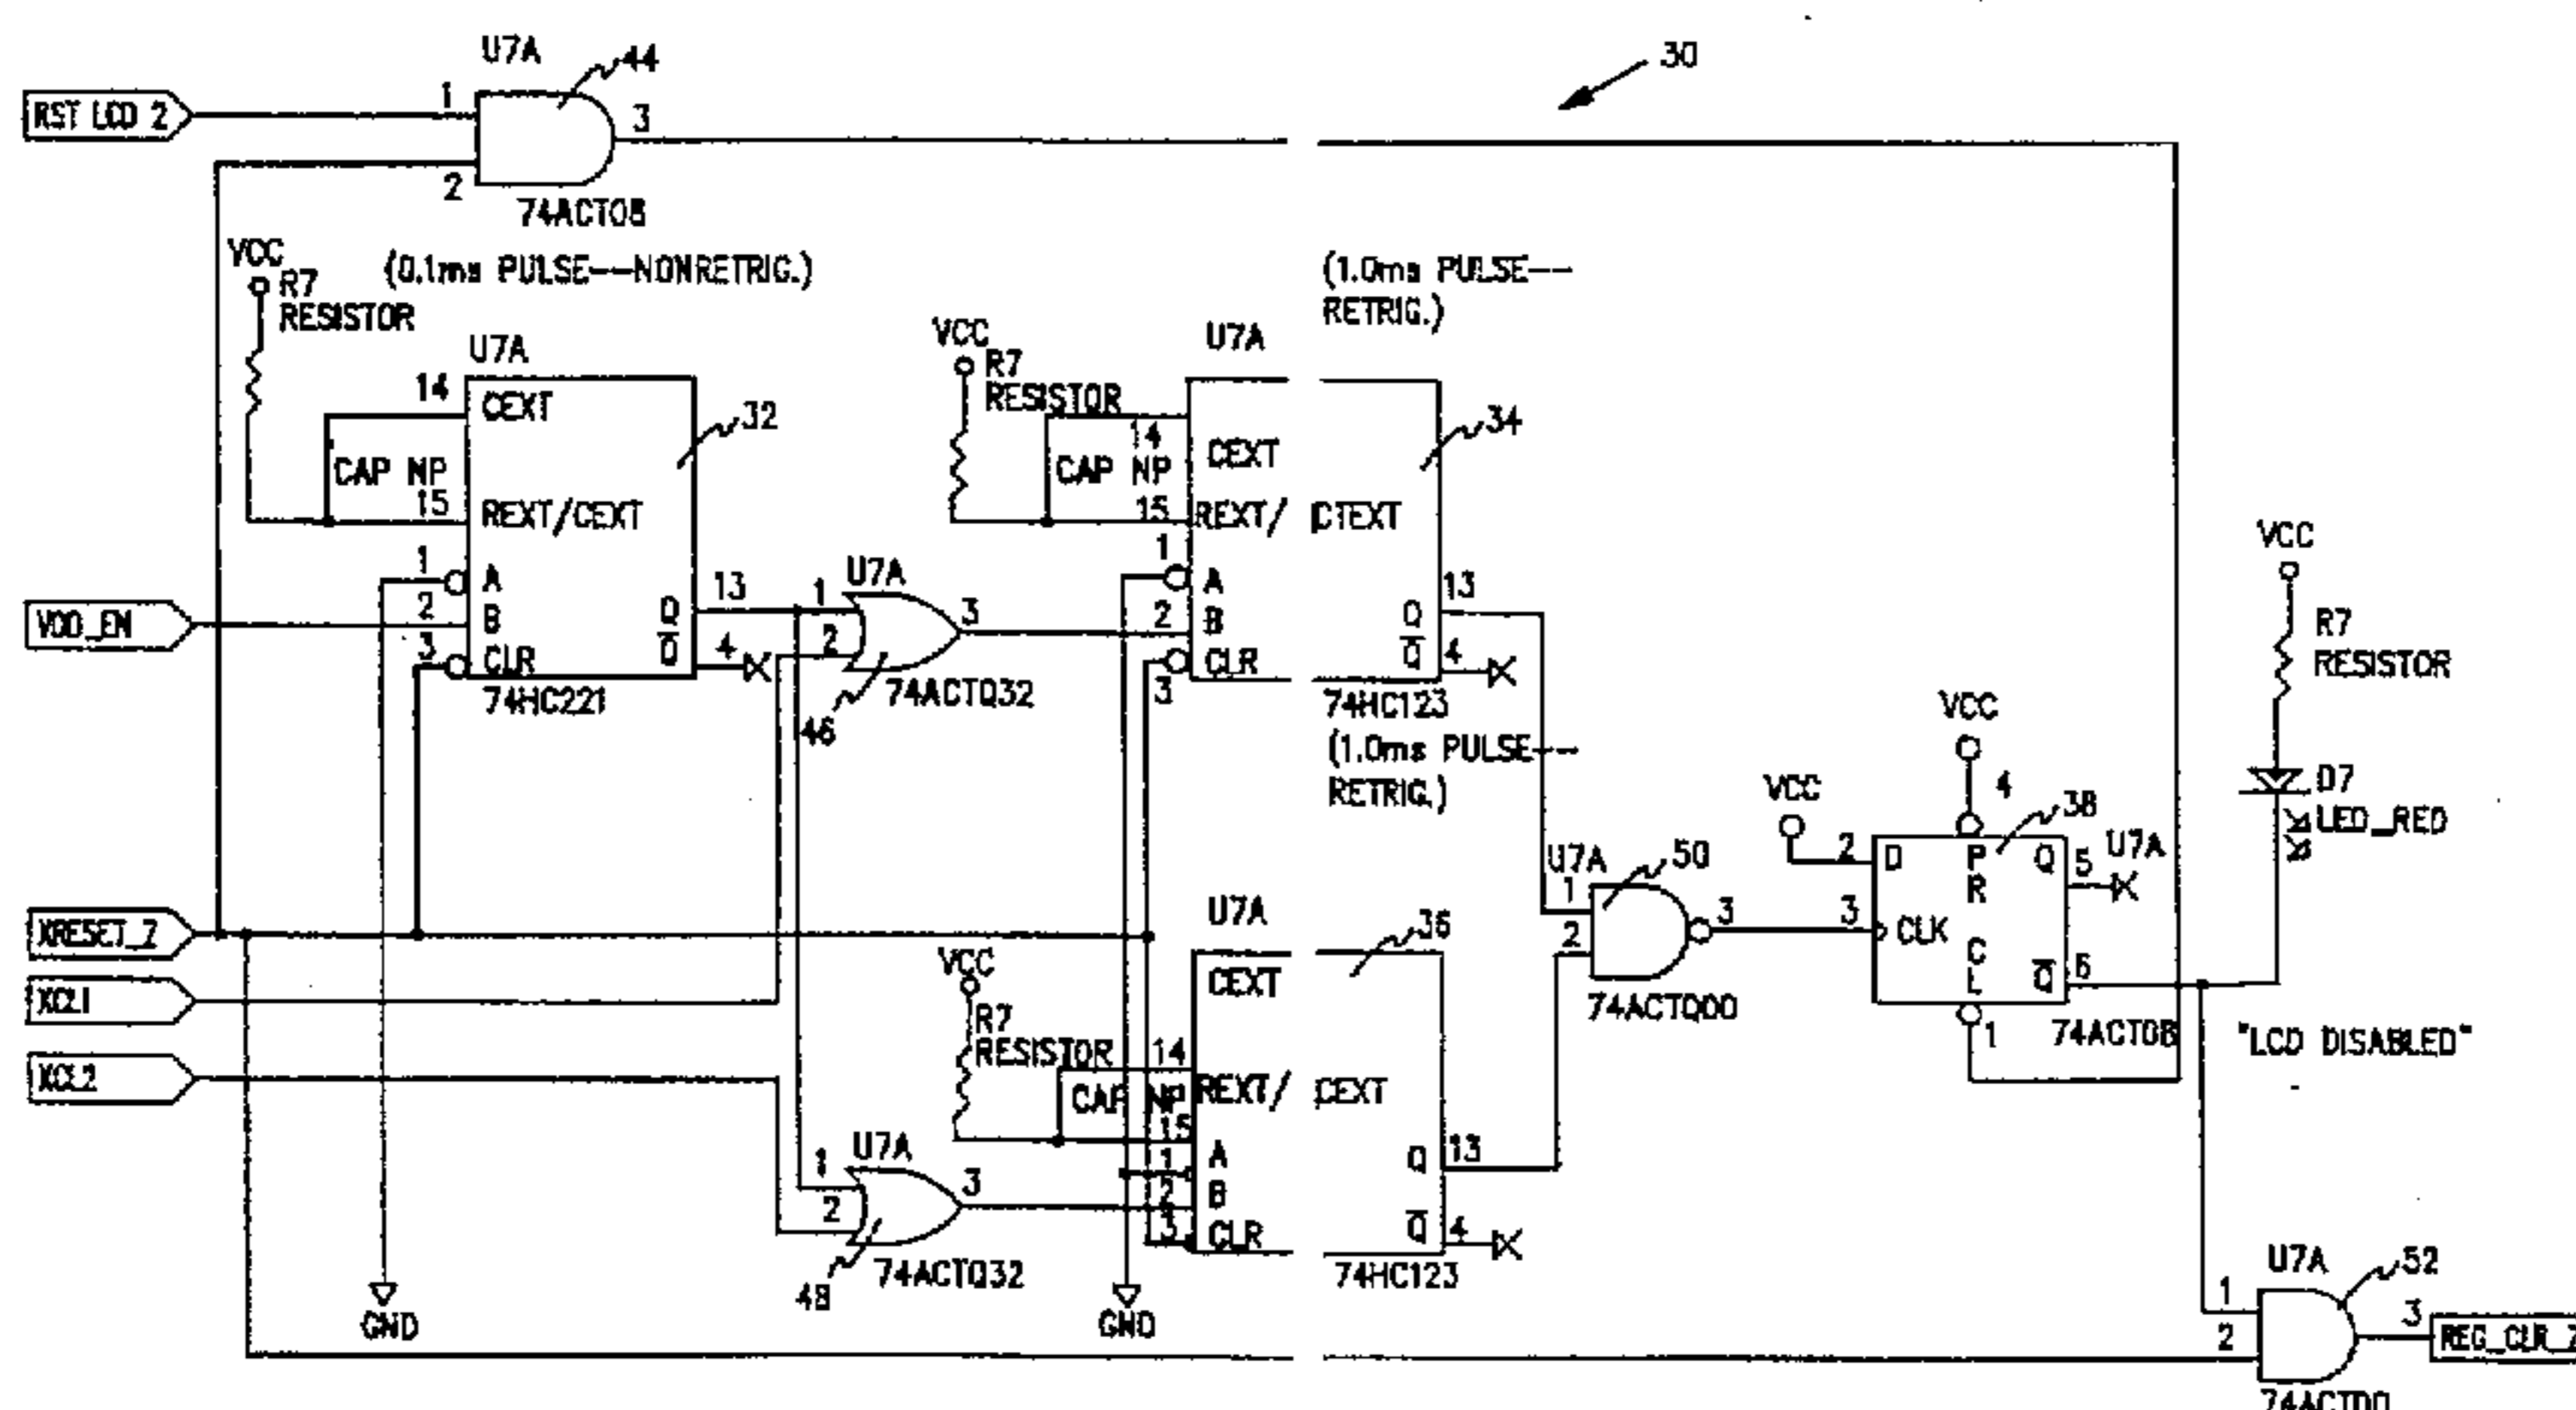 U7A
44
30
RST LCD 2
1
3
2
74ACT08
VCC
R7
RESISTOR
(0.1ms PULSE--NONRETRIG.)
(1.0ms PULSE--
RETRIG.)
U7A
14
CEXT
32
CAP NP
15
REXT/CEXT
1
A
2
B
3
CLR
Q
13
Q
4
74HC221
VDD_EN
U7A
1
2
3
46
74ACTQ32
VCC
R7
RESISTOR
U7A
14
CEXT
34
CAP NP
15
REXT/ CTEXT
1
A
2
B
CLR
3
Q
13
Q
4
74HC123
(1.0ms PULSE--
RETRIG.)
VCC
R7
RESISTOR
D7
LED_RED
VCC
VCC
4
38
2
D
P
R
Q
5
U7A
3
CLK
C
L
Q
6
1
74ACT08
"LCD DISABLED"
U7A
50
1
2
3
74ACTQ00
XRESET_Z
XCL1
XCL2
VCC
R7
RESISTOR
U7A
36
CEXT
14
CAP NP
REXT/ CEXT
15
1
A
2
B
3
CLR
Q
13
Q
4
74HC123
U7A
1
2
3
48
74ACTQ32
GND
GND
U7A
52
1
2
3
REG_CLR_Z
74ACT00